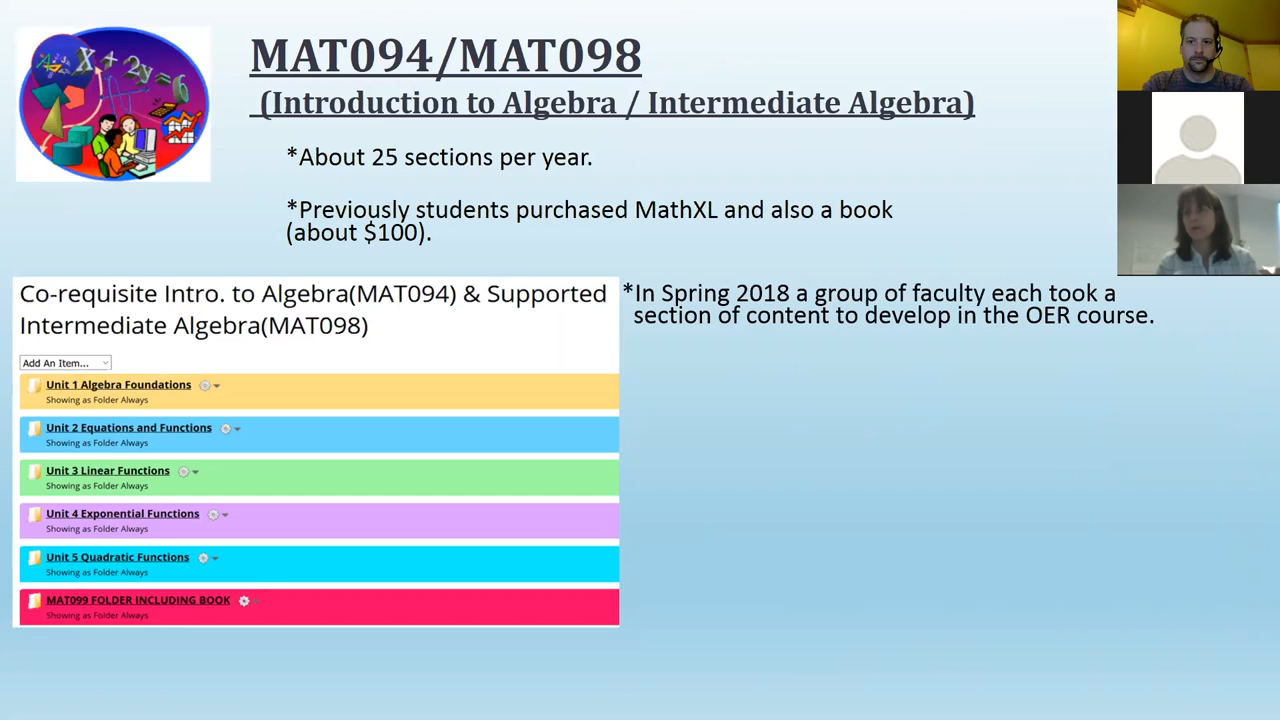 X + 2y = 6
MAT094/MAT098
(Introduction to Algebra / Intermediate Algebra)
*About 25 sections per year.
*Previously students purchased MathXL and also a book
(about $100).
Co-requisite Intro. to Algebra(MAT094) & Supported
Intermediate Algebra(MAT098)
Add An Item...
Unit 1 Algebra Foundations
Showing as Folder Always
Unit 2 Equations and Functions
Showing as Folder Always
Unit 3 Linear Functions
Showing as Folder Always
Unit 4 Exponential Functions
Showing as Folder Always
Unit 5 Quadratic Functions
Showing as Folder Always
MAT099 FOLDER INCLUDING BOOK
Showing as Folder Always
*In Spring 2018 a group of faculty each took a
section of content to develop in the OER course.